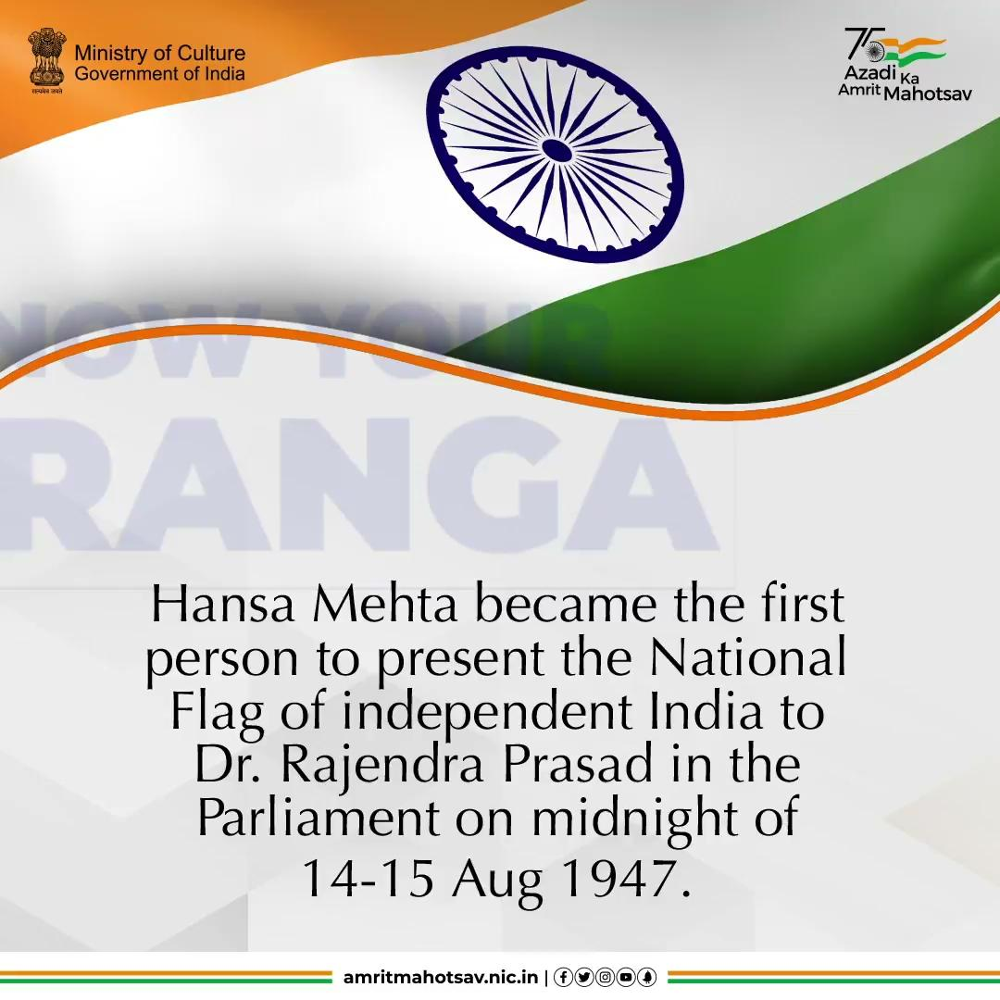 Ministry of Culture
Government of India
सत्यमेव जयते
75
Azadi Ka
Amrit Mahotsav
NOW YOUR
RANGA
Hansa Mehta became the first
person to present the National
Flag of independent India to
Dr. Rajendra Prasad in the
Parliament on midnight of
14-15 Aug 1947.
amritmahotsav.nic.in |